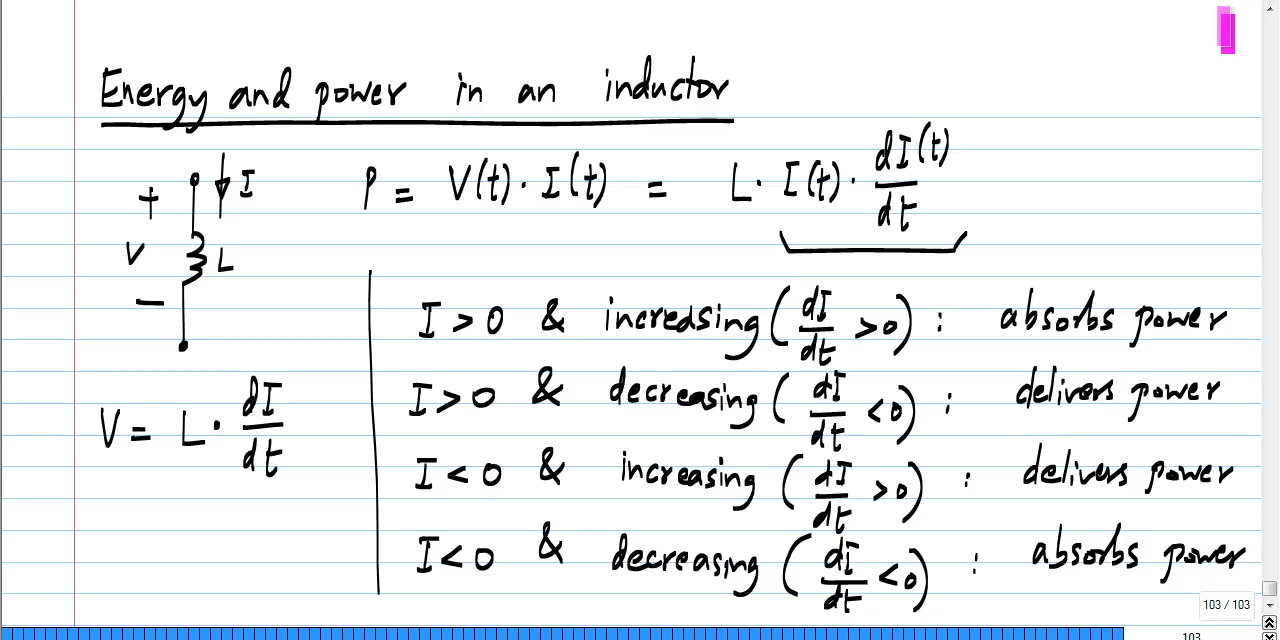 Energy and power in an inductor
+ I
V L
−
P = V(t) · I(t) = L · I(t) · dI(t)/dt
V = L · dI/dt
I > 0 & increasing (dI/dt > 0) : absorbs power
I > 0 & decreasing (dI/dt < 0) : delivers power
I < 0 & increasing (dI/dt > 0) : delivers power
I < 0 & decreasing (dI/dt < 0) : absorbs power
103 / 103
103